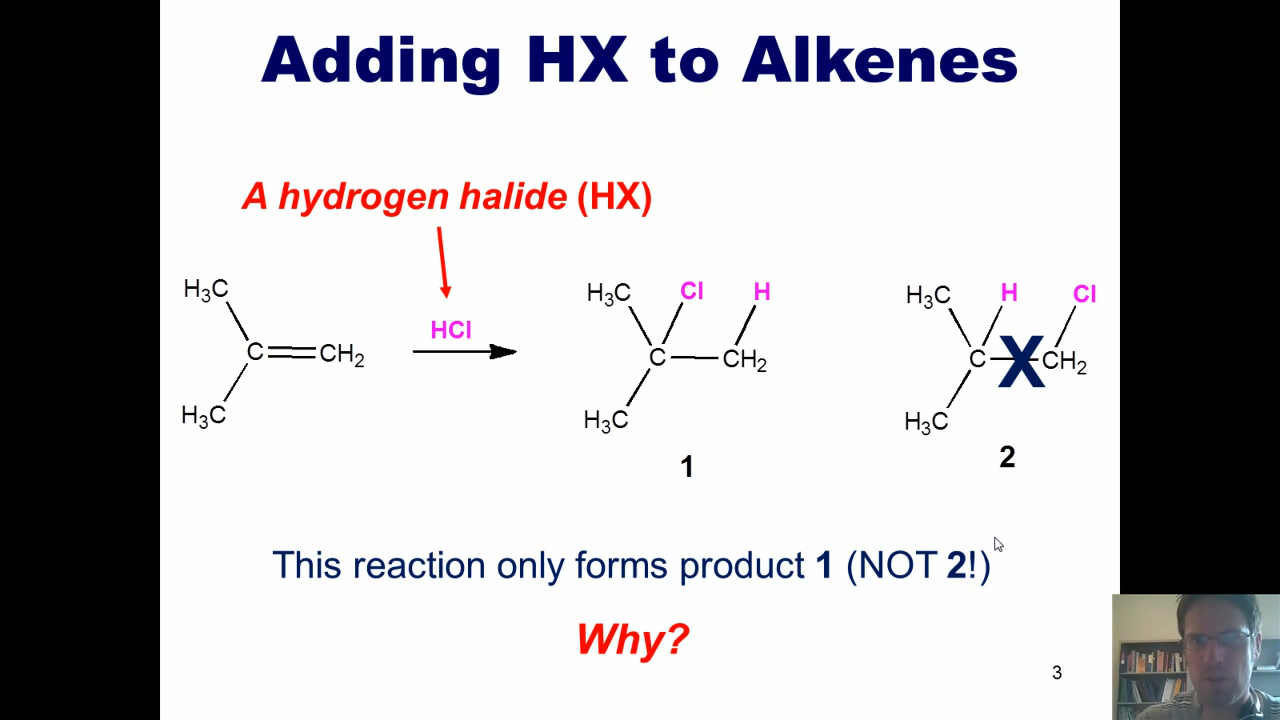 Adding HX to Alkenes
A hydrogen halide (HX)
H₃C
C
CH₂
H₃C
HCl
H₃C
Cl
H
C
CH₂
H₃C
1
H₃C
H
Cl
C
X
CH₂
H₃C
2
This reaction only forms product 1 (NOT 2!)
Why?
3